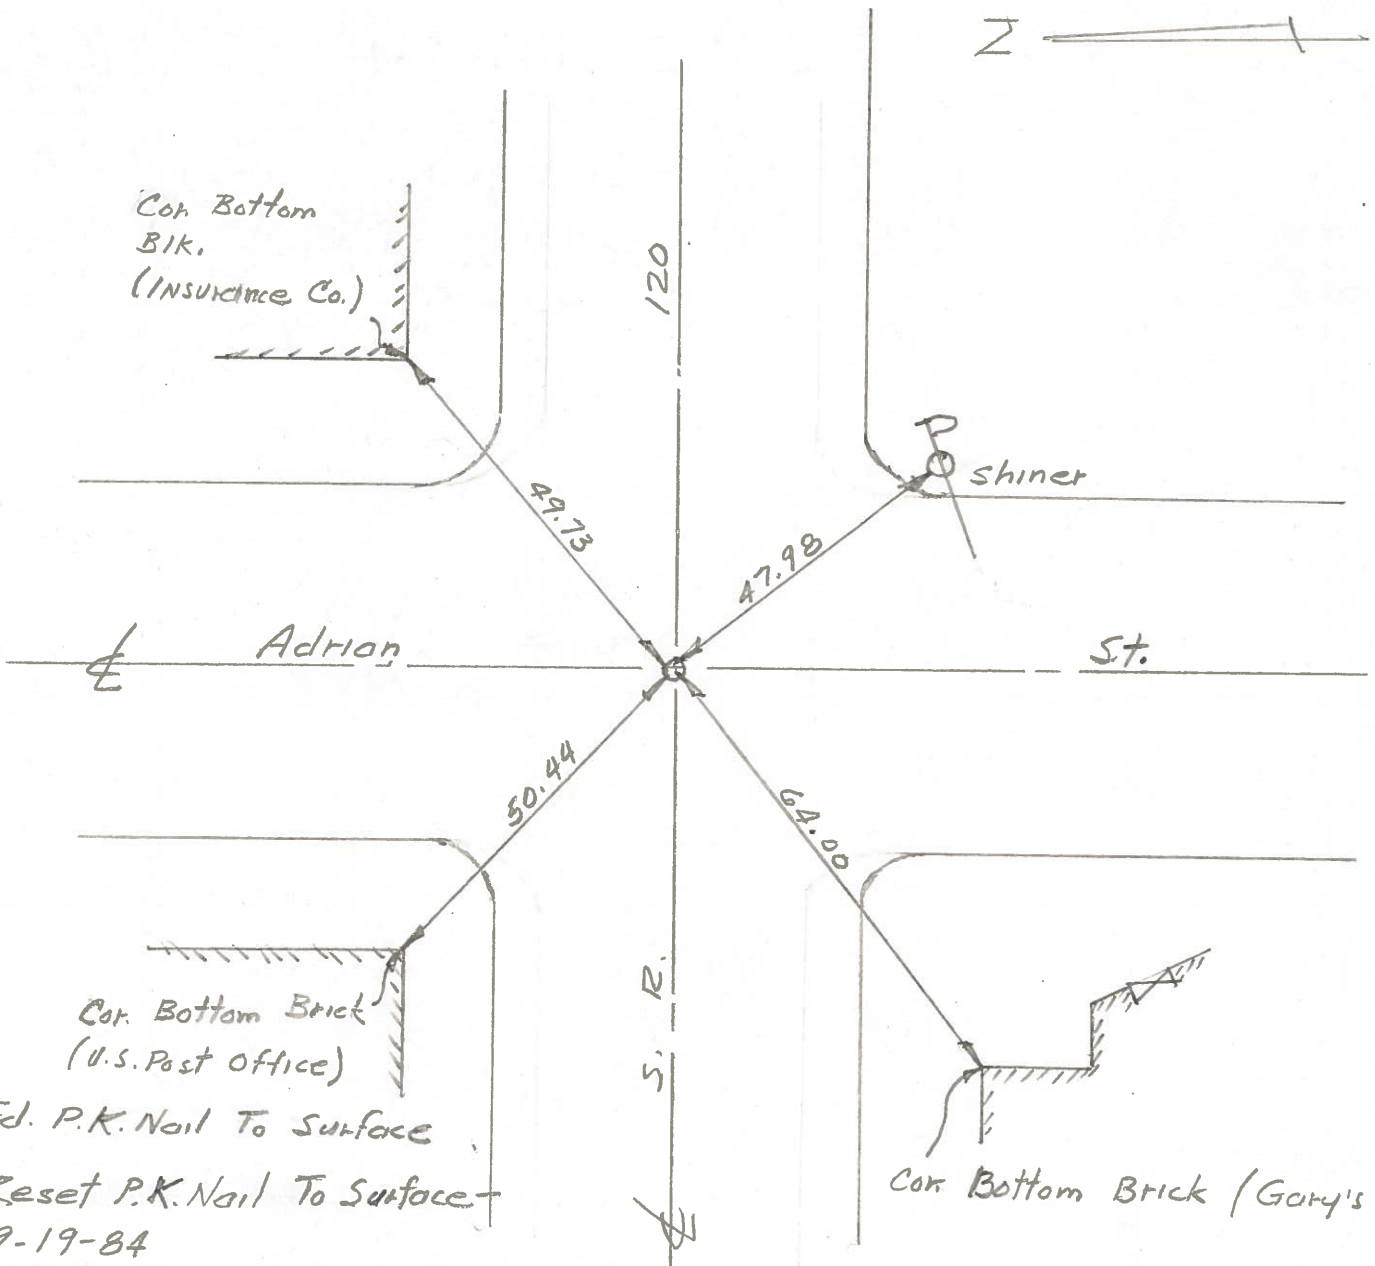 Z
Cor. Bottom
Blk.
(Insurance Co.)
120
P
shiner
49.73
47.98
℄ Adrian St.
50.44
64.00
S. R.
℄
Cor. Bottom Brick
(U.S. Post Office)
Fd. P.K. Nail To Surface
Reset P.K. Nail To Surface
9-19-84
Cor. Bottom Brick (Gary's